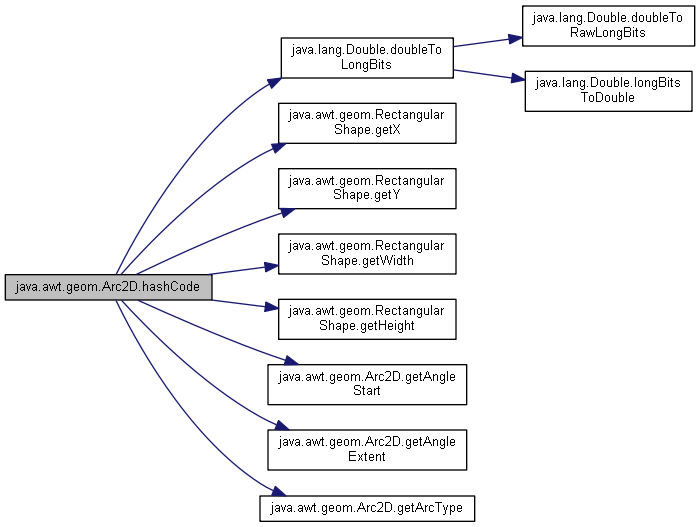 java.awt.geom.Arc2D.hashCode
java.lang.Double.doubleTo
LongBits
java.lang.Double.doubleTo
RawLongBits
java.lang.Double.longBits
ToDouble
java.awt.geom.Rectangular
Shape.getX
java.awt.geom.Rectangular
Shape.getY
java.awt.geom.Rectangular
Shape.getWidth
java.awt.geom.Rectangular
Shape.getHeight
java.awt.geom.Arc2D.getAngle
Start
java.awt.geom.Arc2D.getAngle
Extent
java.awt.geom.Arc2D.getArcType